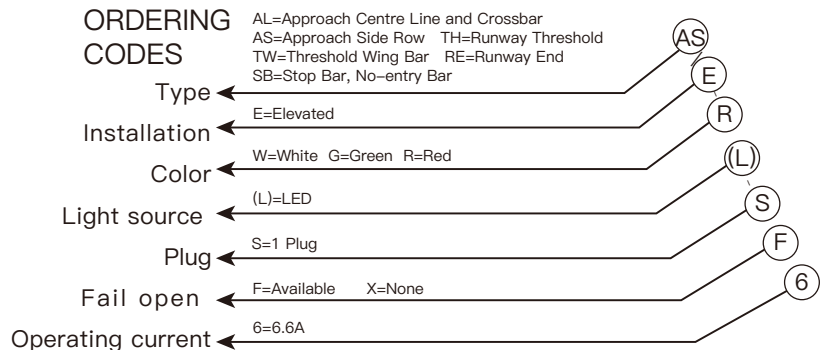 ORDERING CODES
AL=Approach Centre Line and Crossbar
AS=Approach Side Row TH=Runway Threshold
TW=Threshold Wing Bar RE=Runway End
SB=Stop Bar, No-entry Bar
AS
Type
E
E=Elevated
Installation
R
W=White G=Green R=Red
Color
(L)
(L)=LED
Light source
S
S=1 Plug
Plug
F
F=Available X=None
Fail open
6
6=6.6A
Operating current